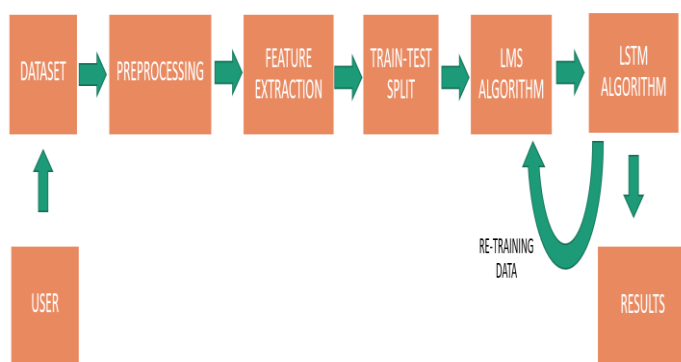 DATASET
PREPROCESSING
FEATURE
EXTRACTION
TRAIN-TEST
SPLIT
LMS
ALGORITHM
LSTM
ALGORITHM
RE-TRAINING
DATA
USER
RESULTS